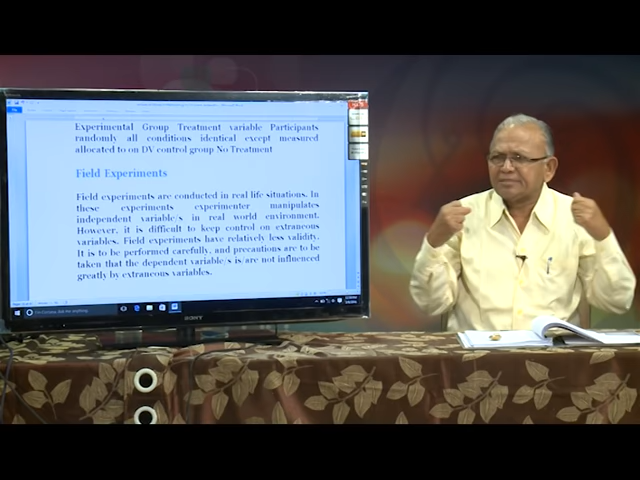 Experimental Group Treatment variable Participants
randomly all conditions identical except measured
allocated to on DV control group No Treatment
Field Experiments
Field experiments are conducted in real life situations. In
these experiments experimenter manipulates
independent variable/s in real world environment.
However, it is difficult to keep control on extraneous
variables. Field experiments have relatively less validity.
It is to be performed carefully, and precautions are to be
taken that the dependent variable/s is/are not influenced
greatly by extraneous variables.
SONY